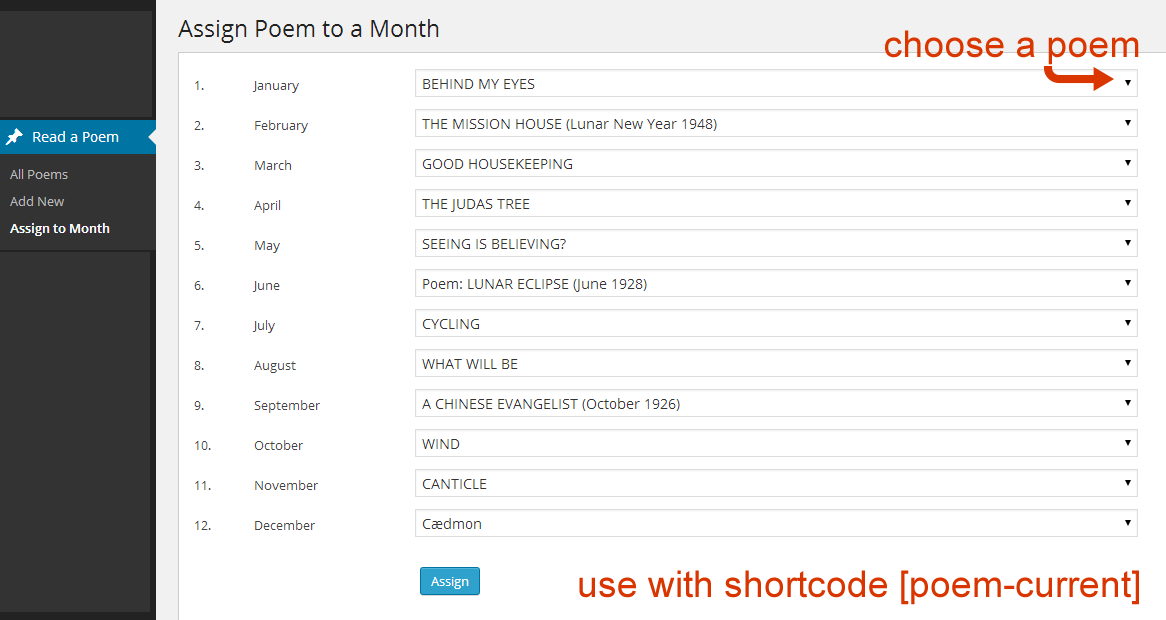 Assign Poem to a Month
choose a poem
Read a Poem
All Poems
Add New
Assign to Month
1. January BEHIND MY EYES
2. February THE MISSION HOUSE (Lunar New Year 1948)
3. March GOOD HOUSEKEEPING
4. April THE JUDAS TREE
5. May SEEING IS BELIEVING?
6. June Poem: LUNAR ECLIPSE (June 1928)
7. July CYCLING
8. August WHAT WILL BE
9. September A CHINESE EVANGELIST (October 1926)
10. October WIND
11. November CANTICLE
12. December Cædmon
Assign
use with shortcode [poem-current]